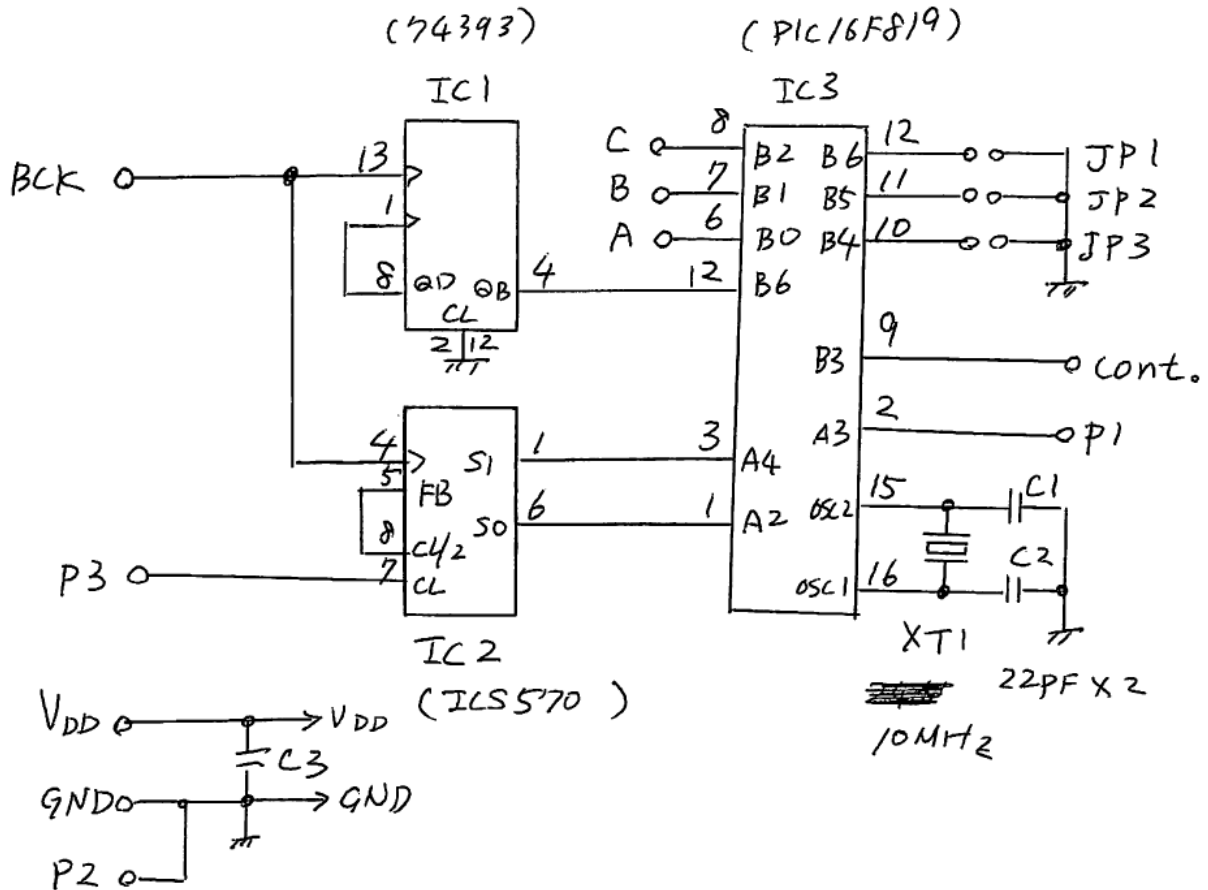 (74393)
(PIC16F819)
IC1
IC3
BCK
13
1
8
QD
QB
CL
2
12
4
C
B
A
8
7
6
12
B2
B1
B0
B6
B6
B5
B4
12
11
10
JP1
JP2
JP3
B3
9
Cont.
A3
2
P1
4
5
8
7
FB
CL/2
CL
S1
S0
1
6
3
1
A4
A2
OSC2
OSC1
15
16
C1
C2
P3
IC2
(ICS570)
XT1
22PF X 2
10MHz
VDD
VDD
C3
GND
GND
P2